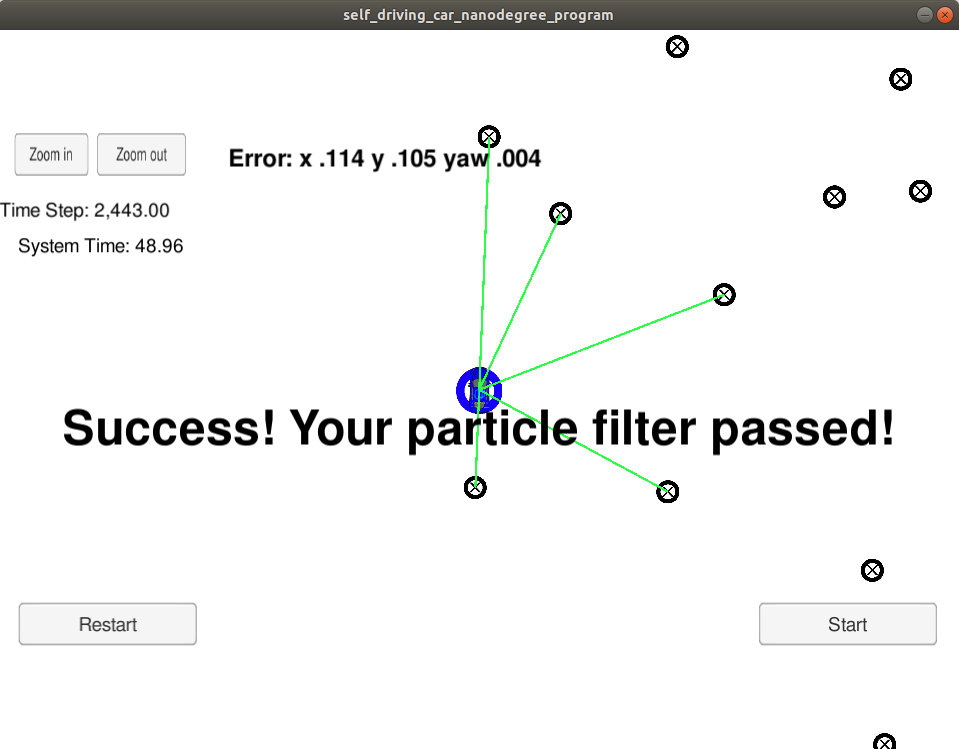 self_driving_car_nanodegree_program
Zoom in
Zoom out
Error: x .114 y .105 yaw .004
Time Step: 2,443.00
System Time: 48.96
Success! Your particle filter passed!
Restart
Start